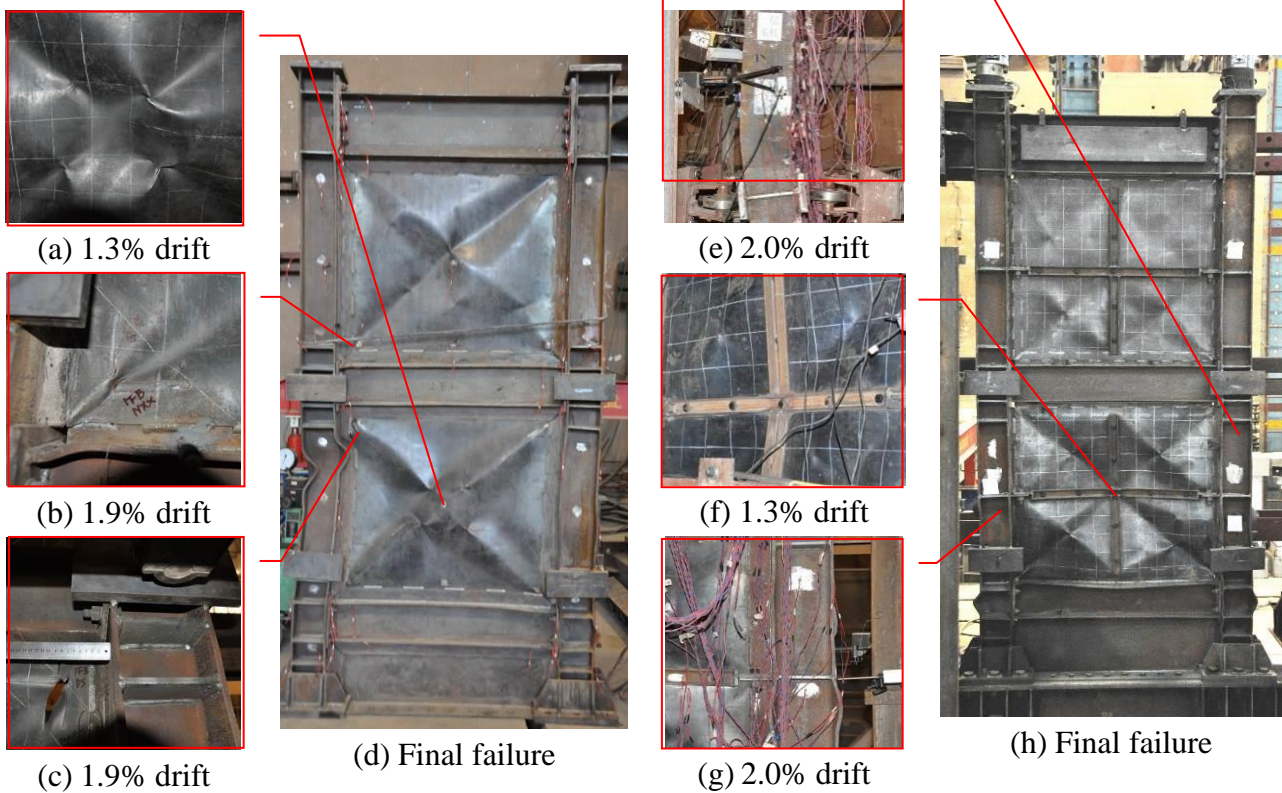 (a) 1.3% drift
(b) 1.9% drift
(c) 1.9% drift
(d) Final failure
(e) 2.0% drift
(f) 1.3% drift
(g) 2.0% drift
(h) Final failure